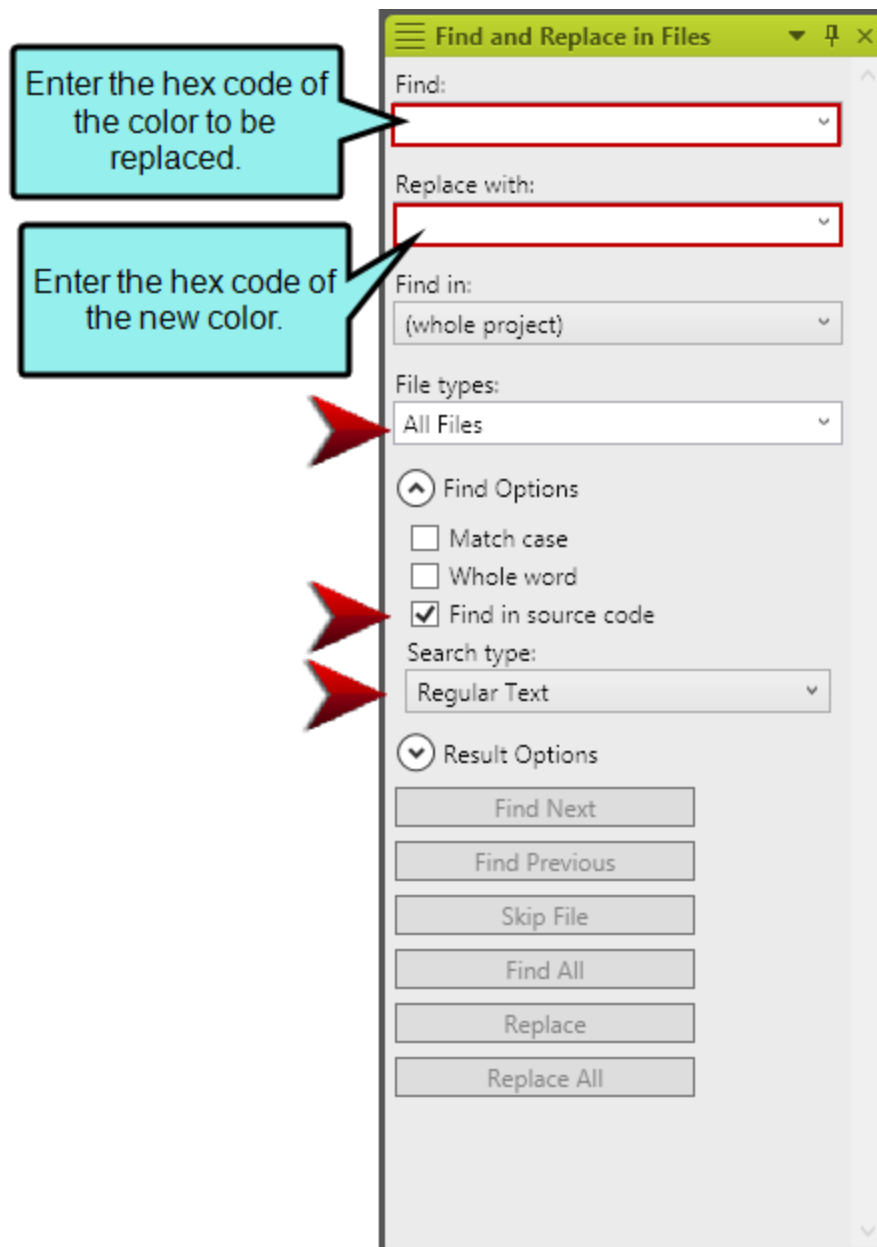 Find and Replace in Files
Enter the hex code of
the color to be
replaced.
Find:
Replace with:
Enter the hex code of
the new color.
Find in:
(whole project)
File types:
All Files
Find Options
Match case
Whole word
Find in source code
Search type:
Regular Text
Result Options
Find Next
Find Previous
Skip File
Find All
Replace
Replace All